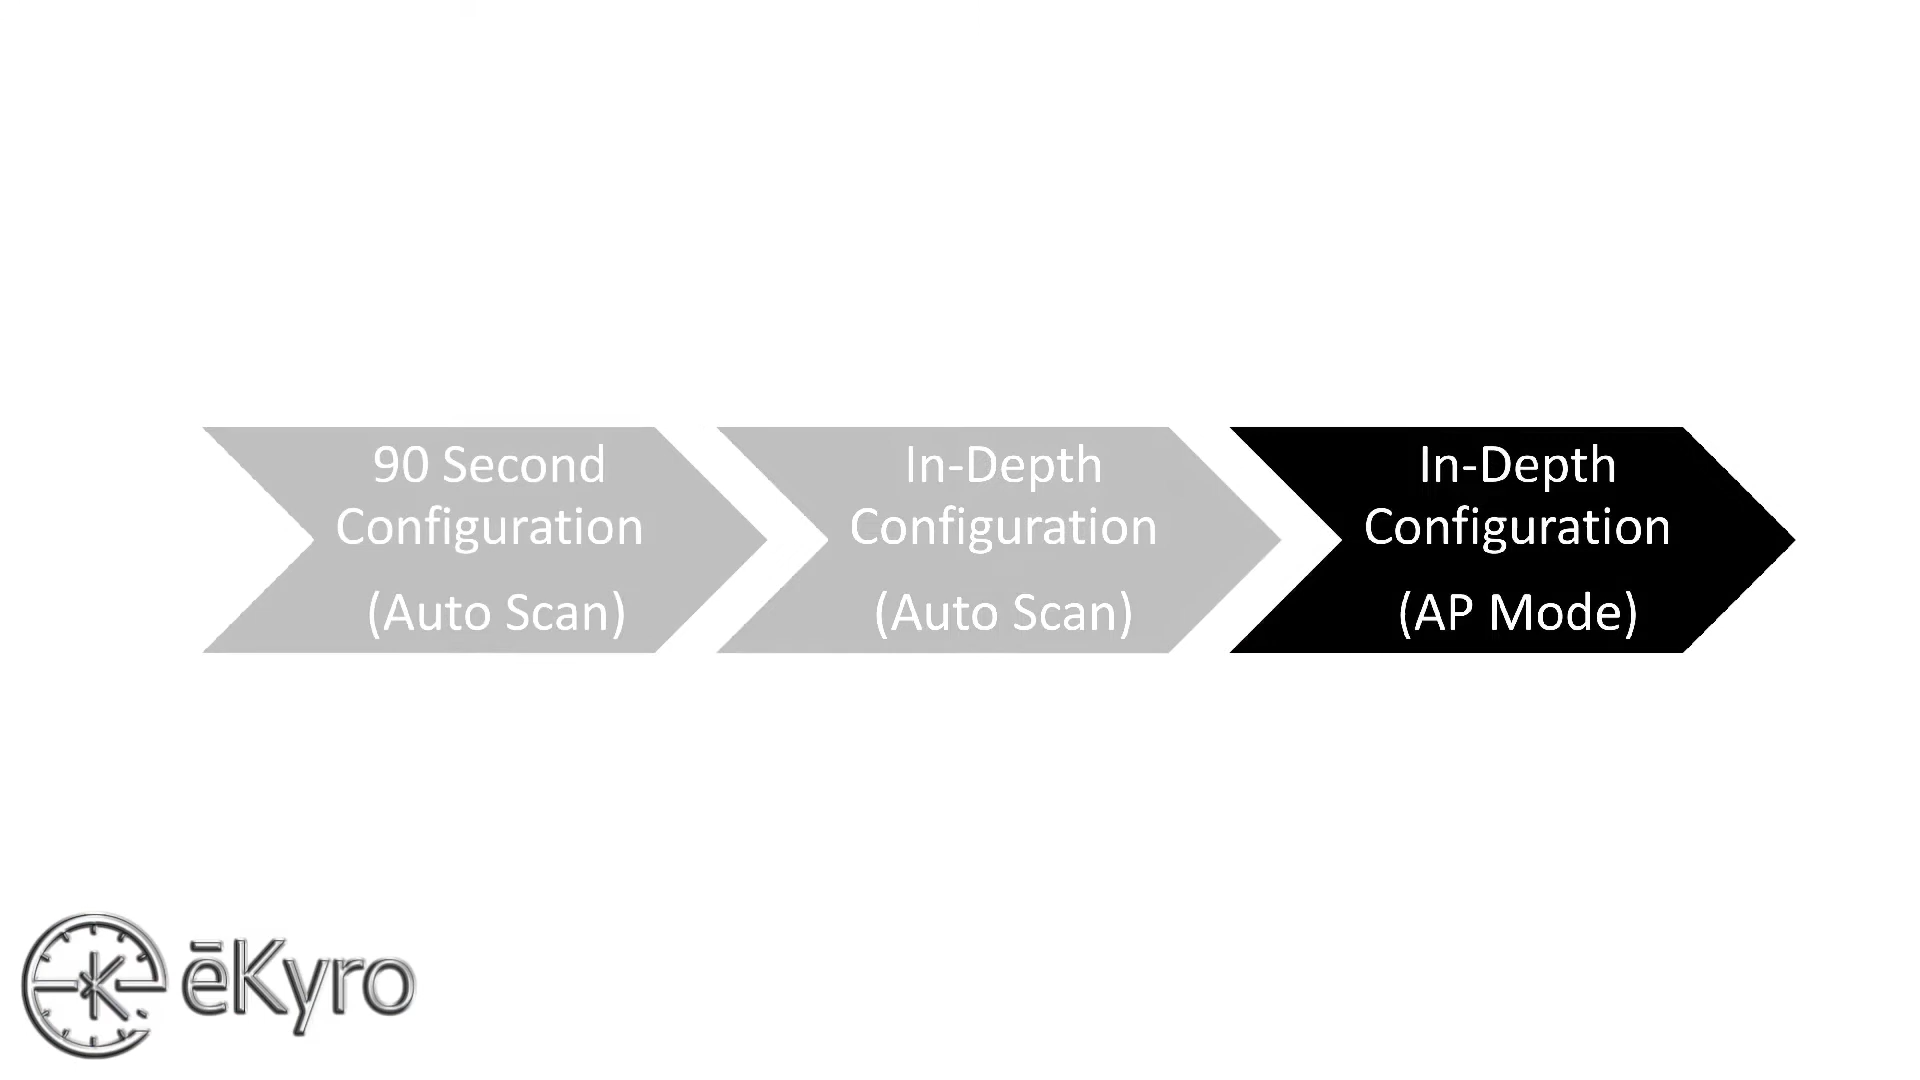 90 Second
Configuration
(Auto Scan)
In-Depth
Configuration
(Auto Scan)
In-Depth
Configuration
(AP Mode)
K
ēKyro